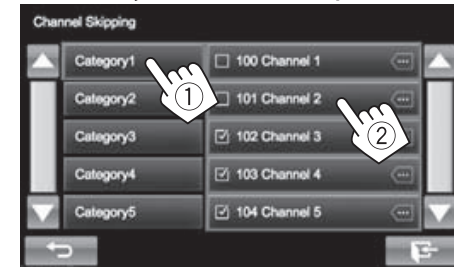 Channel Skipping
Category1 100 Channel 1
Category2 101 Channel 2
Category3 102 Channel 3
Category4 103 Channel 4
Category5 104 Channel 5
1
2